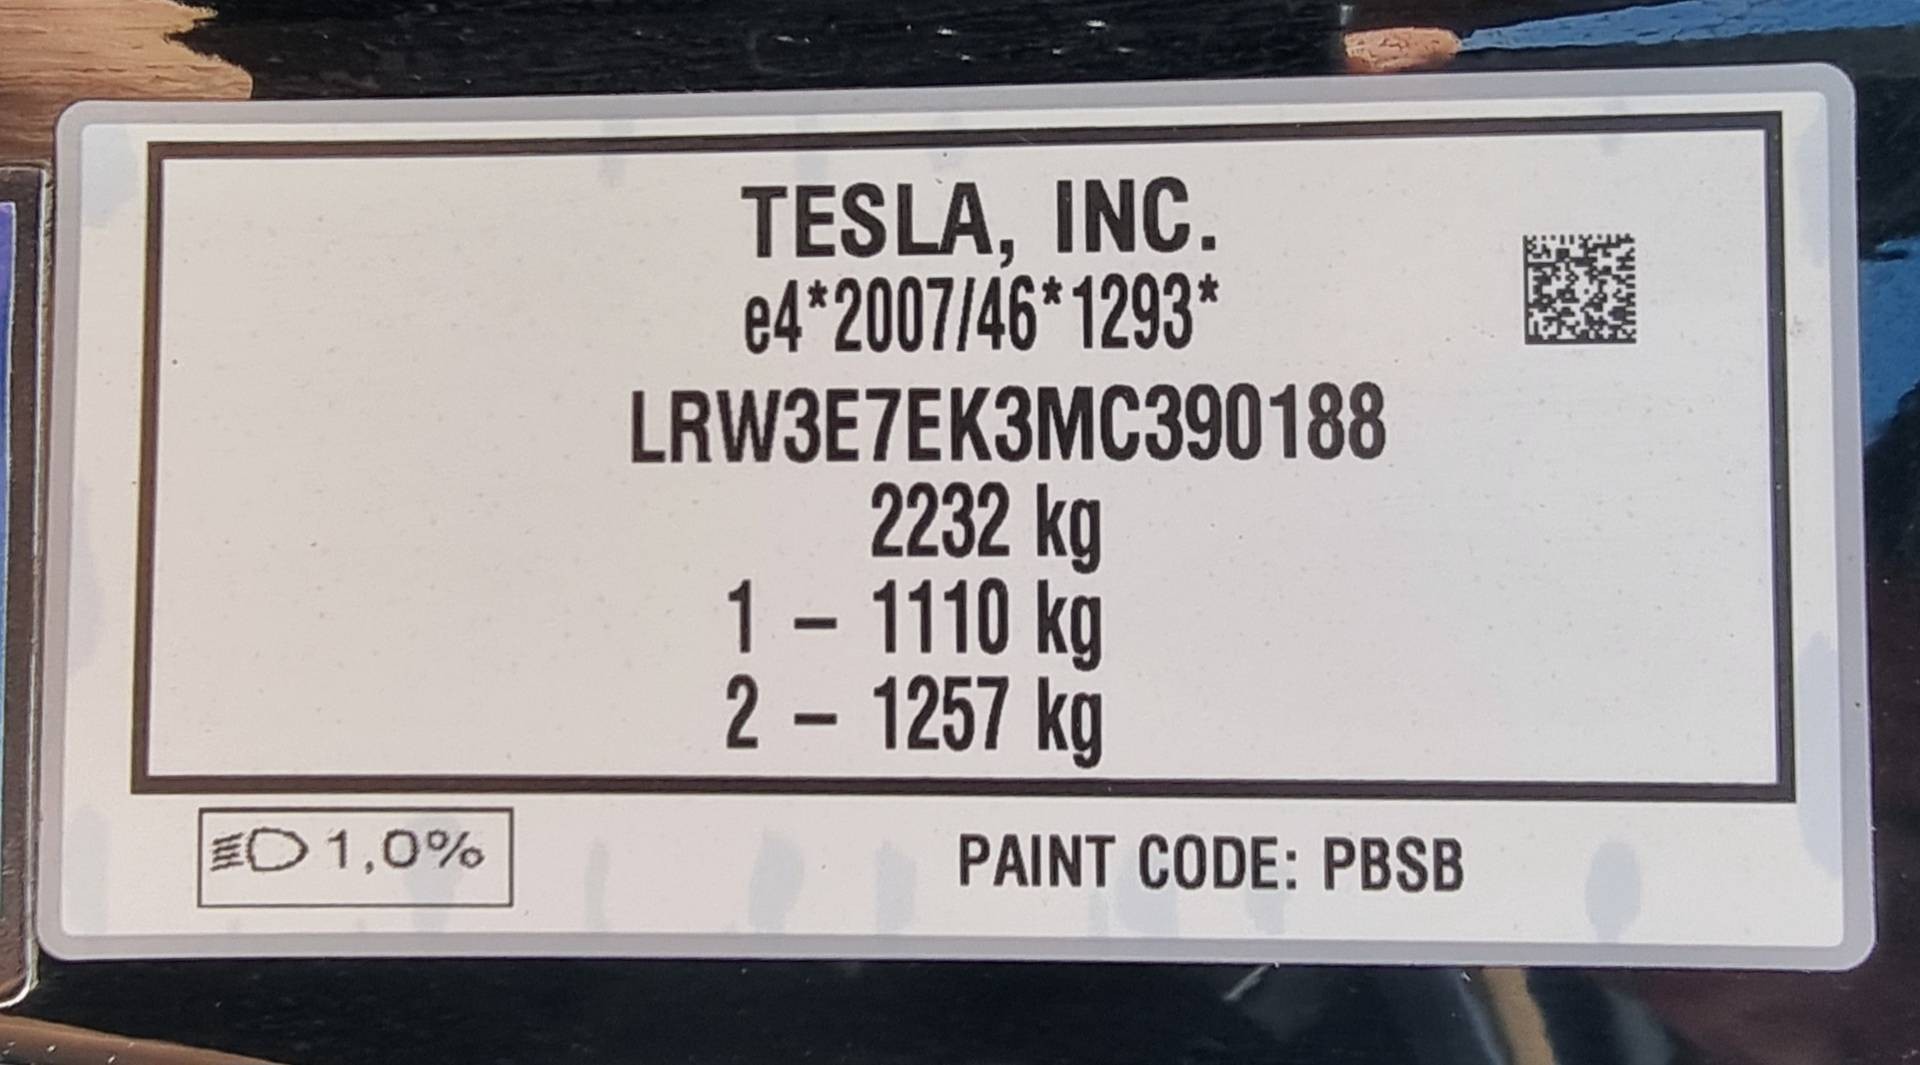 TESLA, INC.
e4*2007/46*1293*
LRW3E7EK3MC390188
2232 kg
1 – 1110 kg
2 – 1257 kg
1,0%
PAINT CODE: PBSB